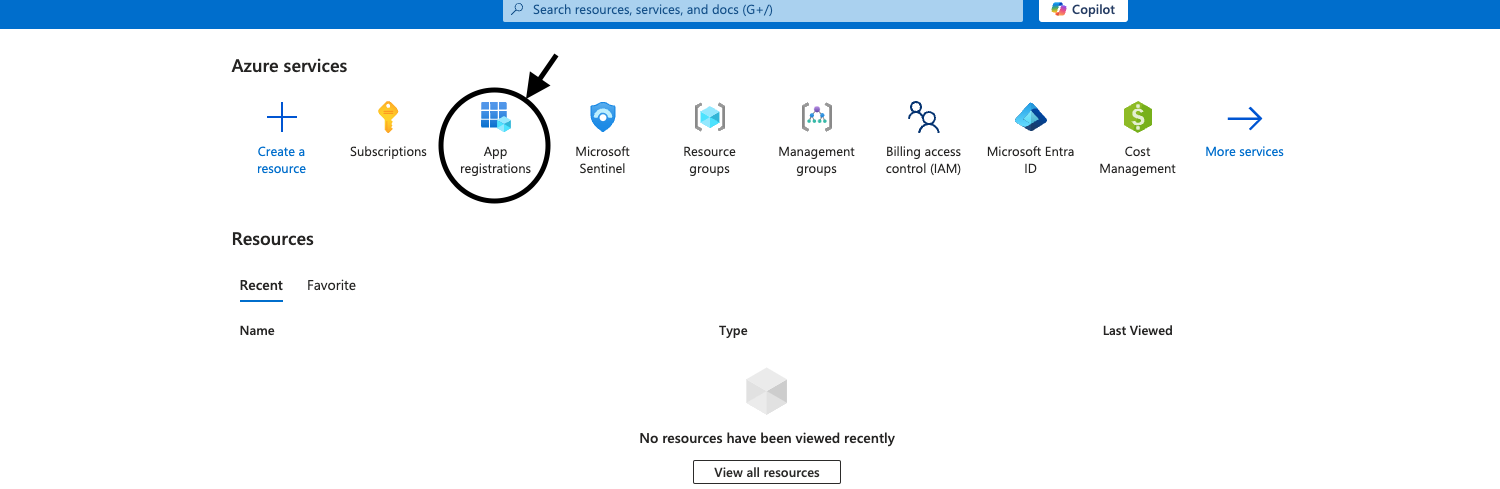 Search resources, services, and docs (G+/)
Copilot
Azure services
Create a
resource
Subscriptions
App
registrations
Microsoft
Sentinel
Resource
groups
Management
groups
Billing access
control (IAM)
Microsoft Entra
ID
Cost
Management
More services
Resources
Recent
Favorite
Name
Type
Last Viewed
No resources have been viewed recently
View all resources